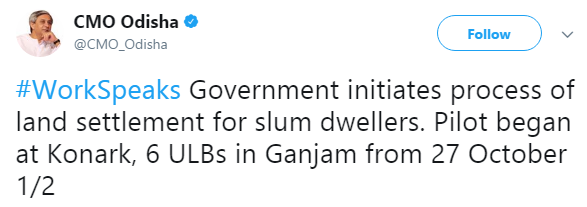 CMO Odisha
@CMO_Odisha
Follow
#WorkSpeaks Government initiates process of
land settlement for slum dwellers. Pilot began
at Konark, 6 ULBs in Ganjam from 27 October
1/2